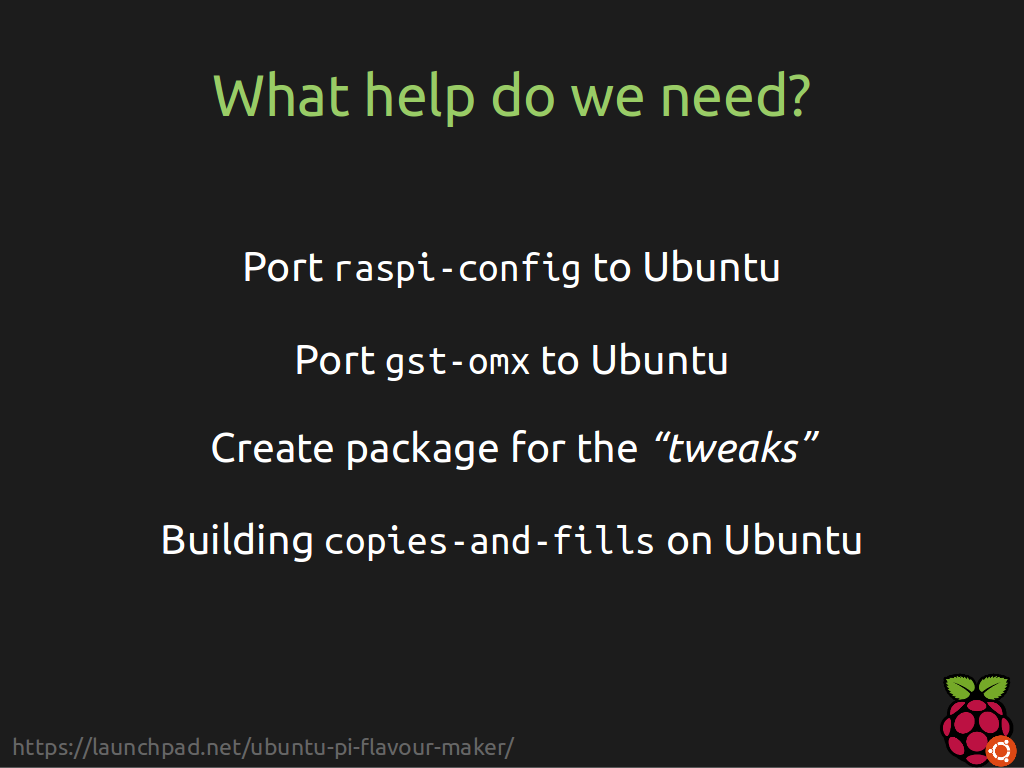 What help do we need?
Port raspi-config to Ubuntu
Port gst-omx to Ubuntu
Create package for the “tweaks”
Building copies-and-fills on Ubuntu
https://launchpad.net/ubuntu-pi-flavour-maker/